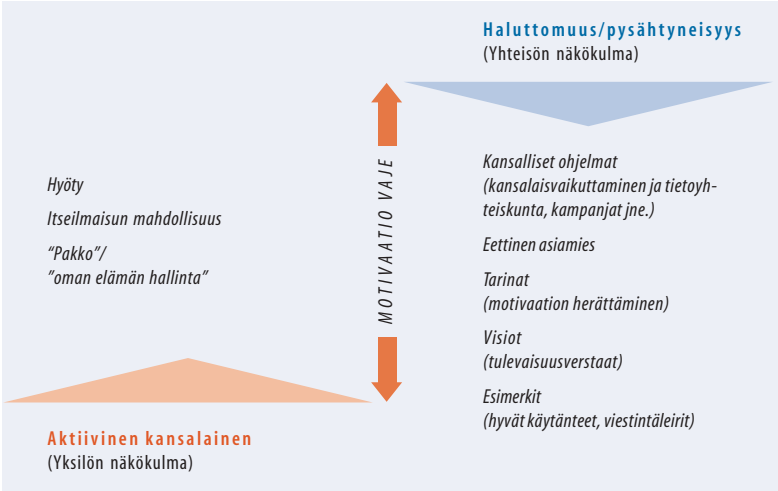 Haluttomuus/pysähtyneisyys
(Yhteisön näkökulma)
Hyöty
Itseilmaisun mahdollisuus
“Pakko”/
”oman elämän hallinta”
MOTIVAATIO VAJE
Kansalliset ohjelmat
(kansalaisvaikuttaminen ja tietoyh-
teiskunta, kampanjat jne.)
Eettinen asiamies
Tarinat
(motivaation herättäminen)
Visiot
(tulevaisuusverstaat)
Esimerkit
(hyvät käytänteet, viestintäleirit)
Aktiivinen kansalainen
(Yksilön näkökulma)